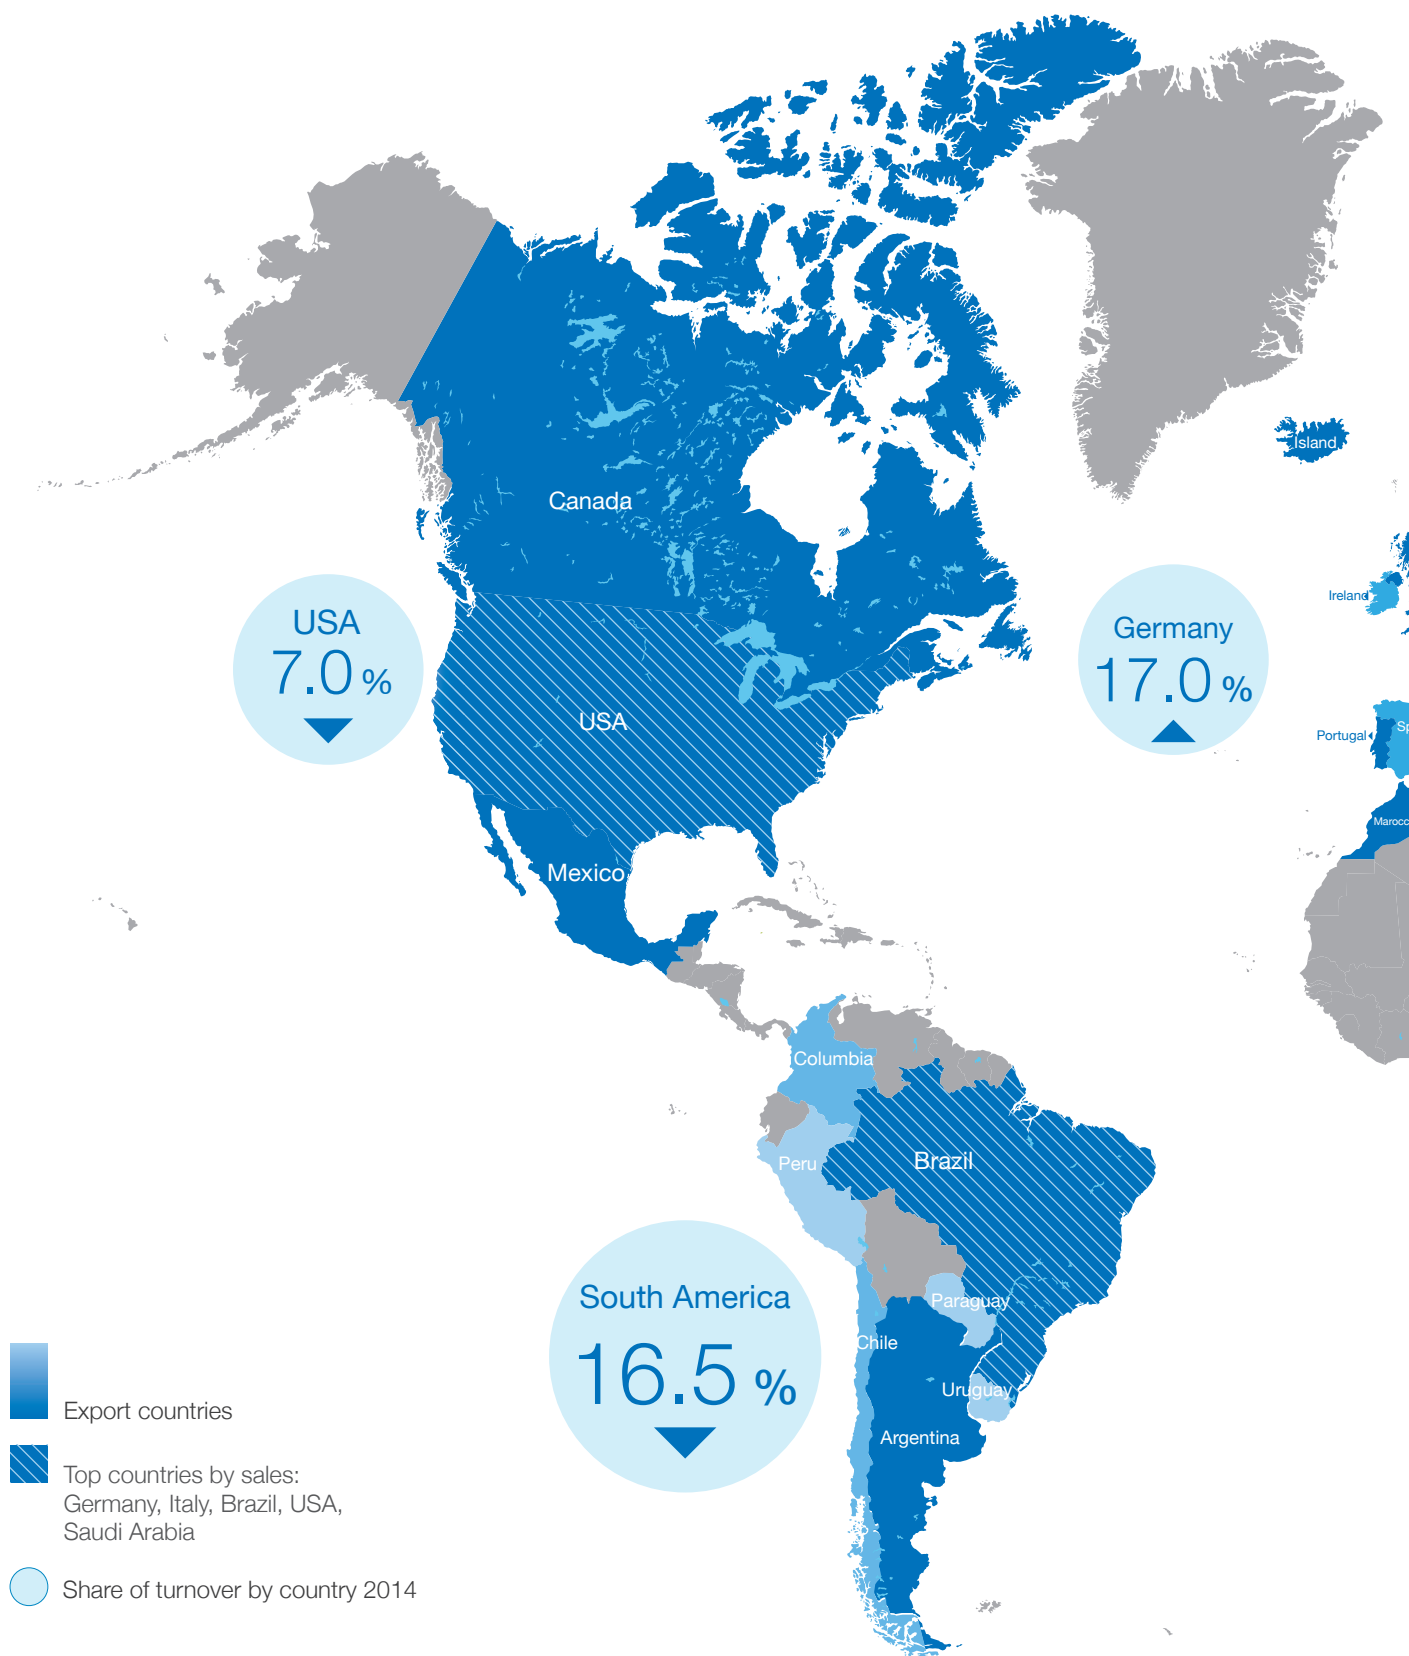 Island
Canada
Ireland
USA
7.0 %
Germany
17.0 %
USA
Portugal
Mexico
Columbia
Brazil
Peru
South America
16.5 %
Paraguay
Chile
Uruguay
Argentina
Export countries
Top countries by sales:
Germany, Italy, Brazil, USA,
Saudi Arabia
Share of turnover by country 2014